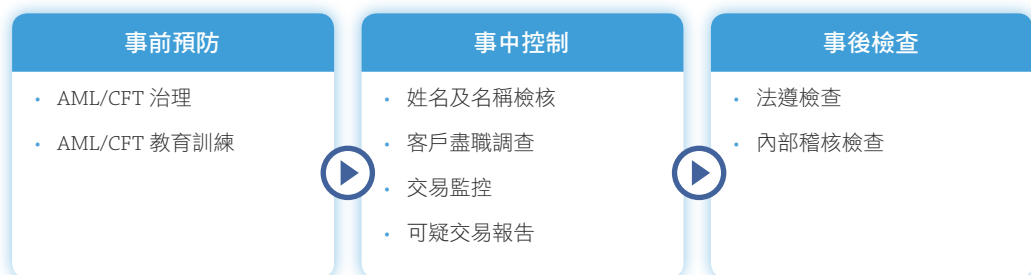 事前預防
• AML/CFT 治理
• AML/CFT 教育訓練
事中控制
• 姓名及名稱檢核
• 客戶盡職調查
• 交易監控
• 可疑交易報告
事後檢查
• 法遵檢查
• 內部稽核檢查